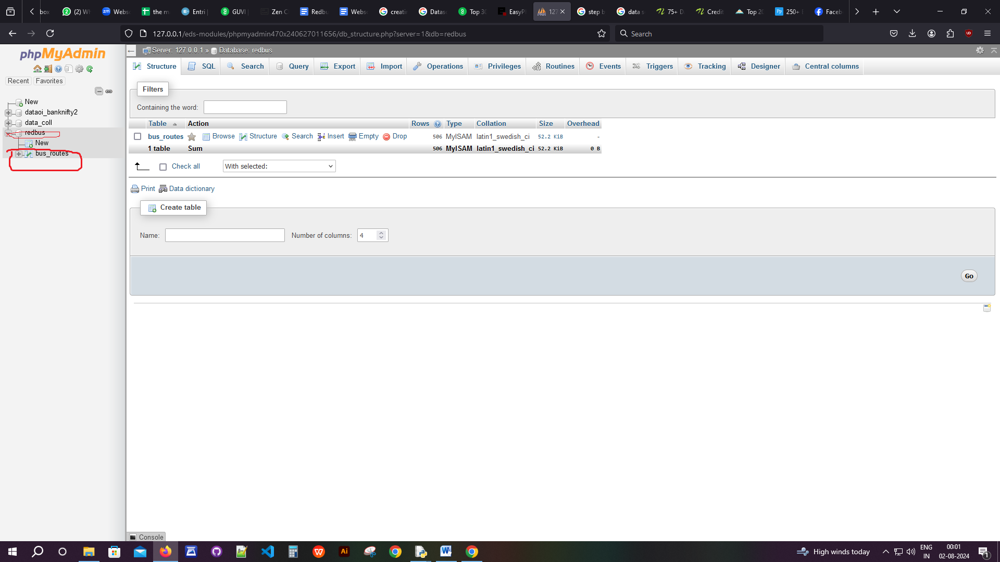 box
(2) Wh
Webse
the m
Entri |
GUVI |
Zen C
Redbu
Webse
creati
Datas
Top 30
EasyP
127
step b
data s
75+ D
Credit
Top 20
250+ E
Faceb
127.0.0.1/eds-modules/phpmyadmin470x240627011656/db_structure.php?server=1&db=redbus
Search
phpMyAdmin
Recent Favorites
New
dataoi_banknifty2
data_coll
redbus
New
bus_routes
Server: 127.0.0.1 » Database: redbus
Structure SQL Search Query Export Import Operations Privileges Routines Events Triggers Tracking Designer Central columns
Filters
Containing the word:
Table Action Rows Type Collation Size Overhead
bus_routes Browse Structure Search Insert Empty Drop 506 MyISAM latin1_swedish_ci 52.2 KiB -
1 table Sum 506 MyISAM latin1_swedish_ci 52.2 KiB 0 B
Check all With selected:
Print Data dictionary
Create table
Name: Number of columns: 4
Go
Console
High winds today
ENG
IN
00:01
02-08-2024
1